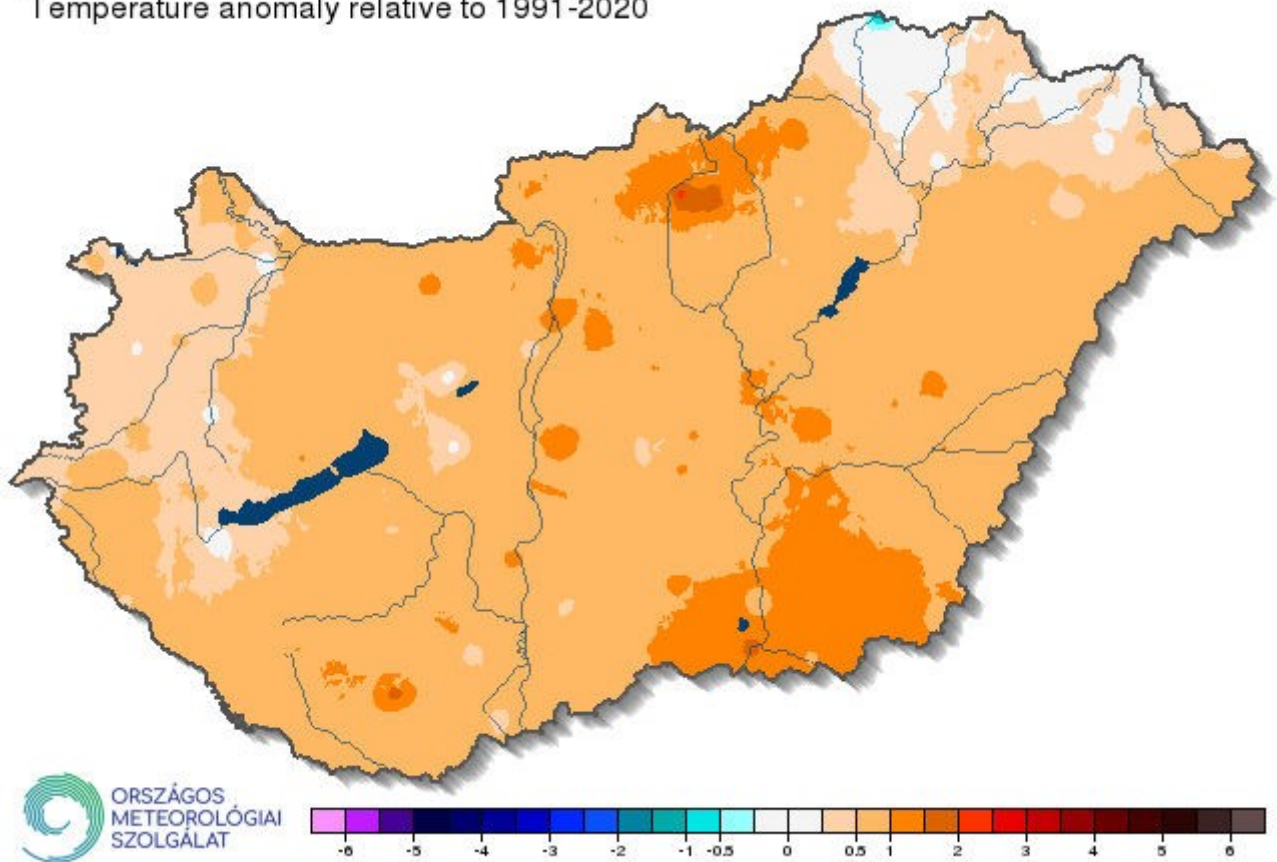 Temperature anomaly relative to 1991-2020
ORSZÁGOS
METEOROLÓGIAI
SZOLGÁLAT
-6 -5 -4 -3 -2 -1 -0.5 0 0.5 1 2 3 4 5 6